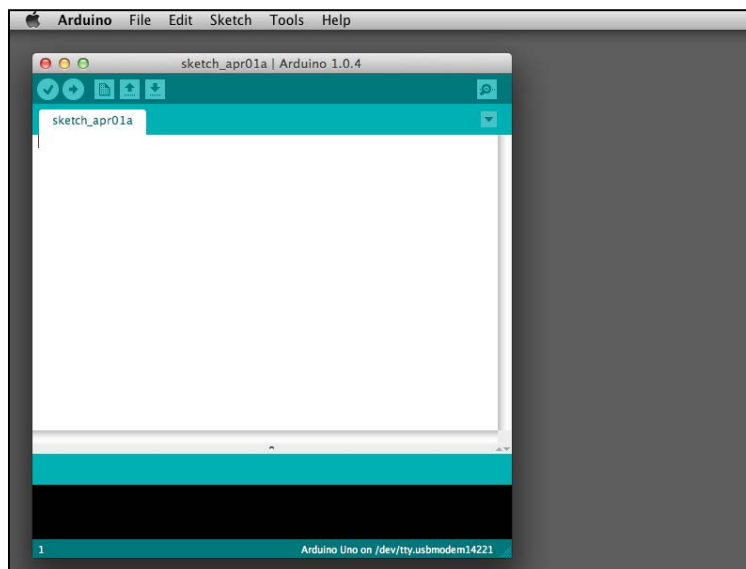 Arduino File Edit Sketch Tools Help
sketch_apr01a | Arduino 1.0.4
sketch_apr01a
1 Arduino Uno on /dev/tty.usbmodem14221